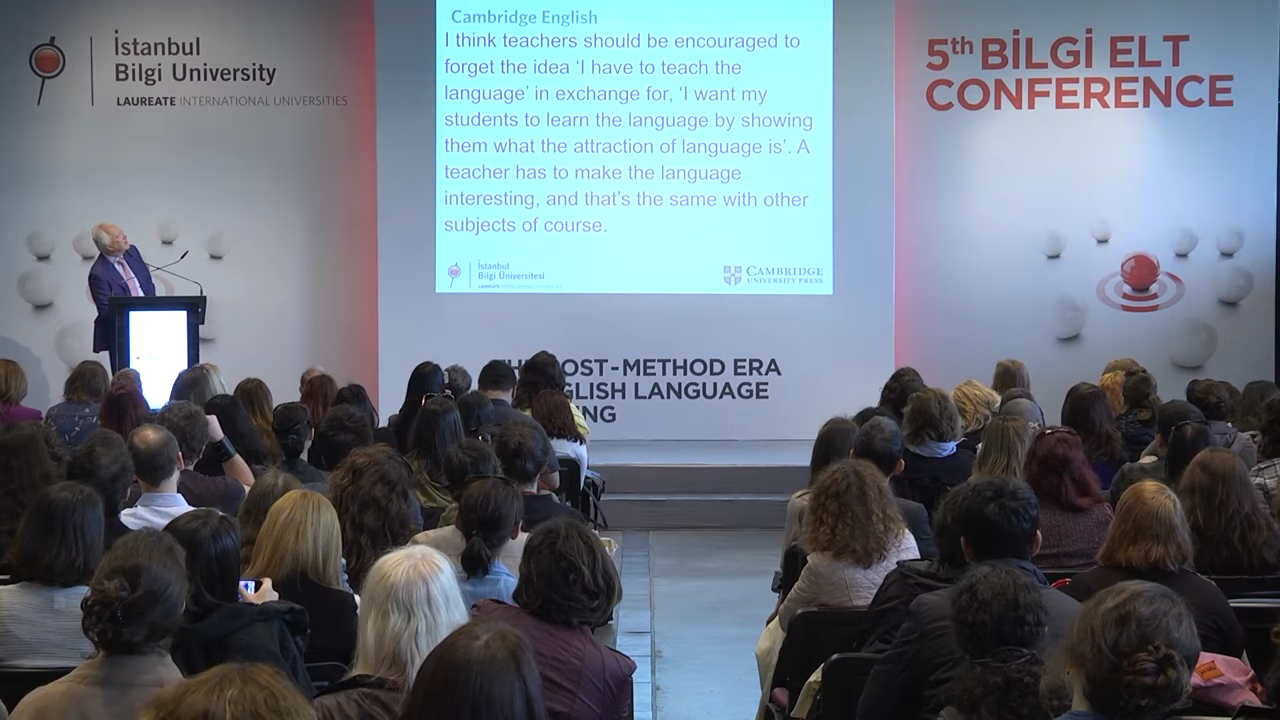 İstanbul
Bilgi University
LAUREATE INTERNATIONAL UNIVERSITIES
Cambridge English
I think teachers should be encouraged to
forget the idea ‘I have to teach the
language’ in exchange for, ‘I want my
students to learn the language by showing
them what the attraction of language is’. A
teacher has to make the language
interesting, and that’s the same with other
subjects of course.
İstanbul
Bilgi Üniversitesi
LAUREATE
CAMBRIDGE
UNIVERSITY PRESS
5th BİLGİ ELT
CONFERENCE
OST-METHOD ERA
GLISH LANGUAGE
NG